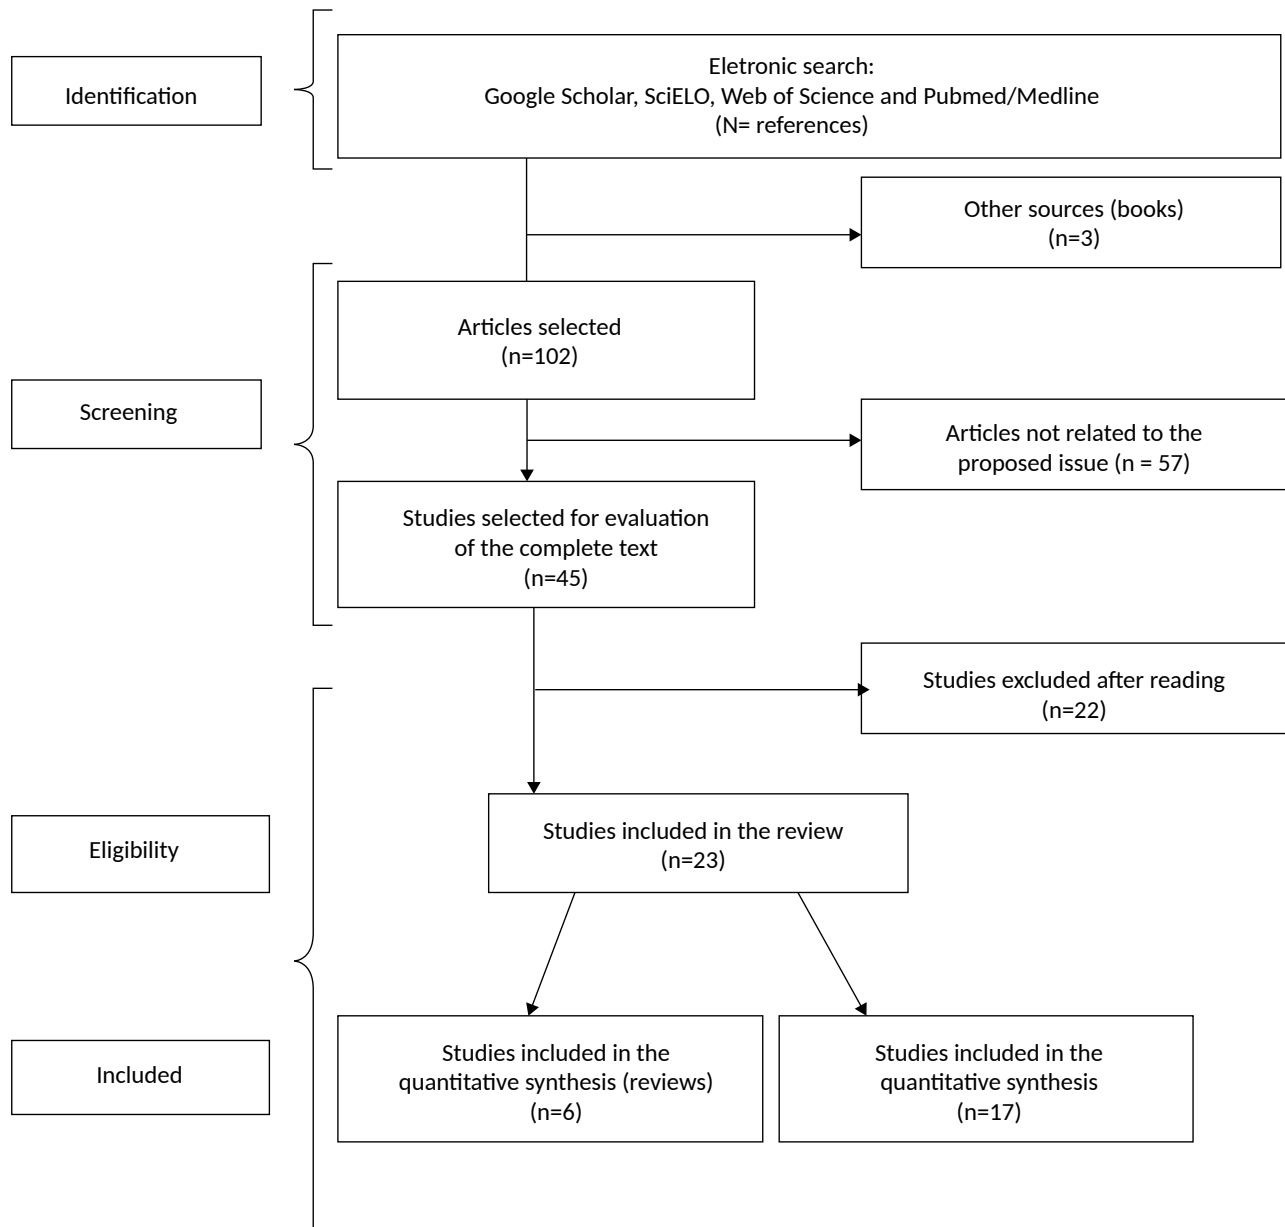 Identification
Eletronic search:
Google Scholar, SciELO, Web of Science and Pubmed/Medline
(N= references)
Other sources (books)
(n=3)
Screening
Articles selected
(n=102)
Articles not related to the
proposed issue (n = 57)
Studies selected for evaluation
of the complete text
(n=45)
Studies excluded after reading
(n=22)
Eligibility
Studies included in the review
(n=23)
Included
Studies included in the
quantitative synthesis (reviews)
(n=6)
Studies included in the
quantitative synthesis
(n=17)